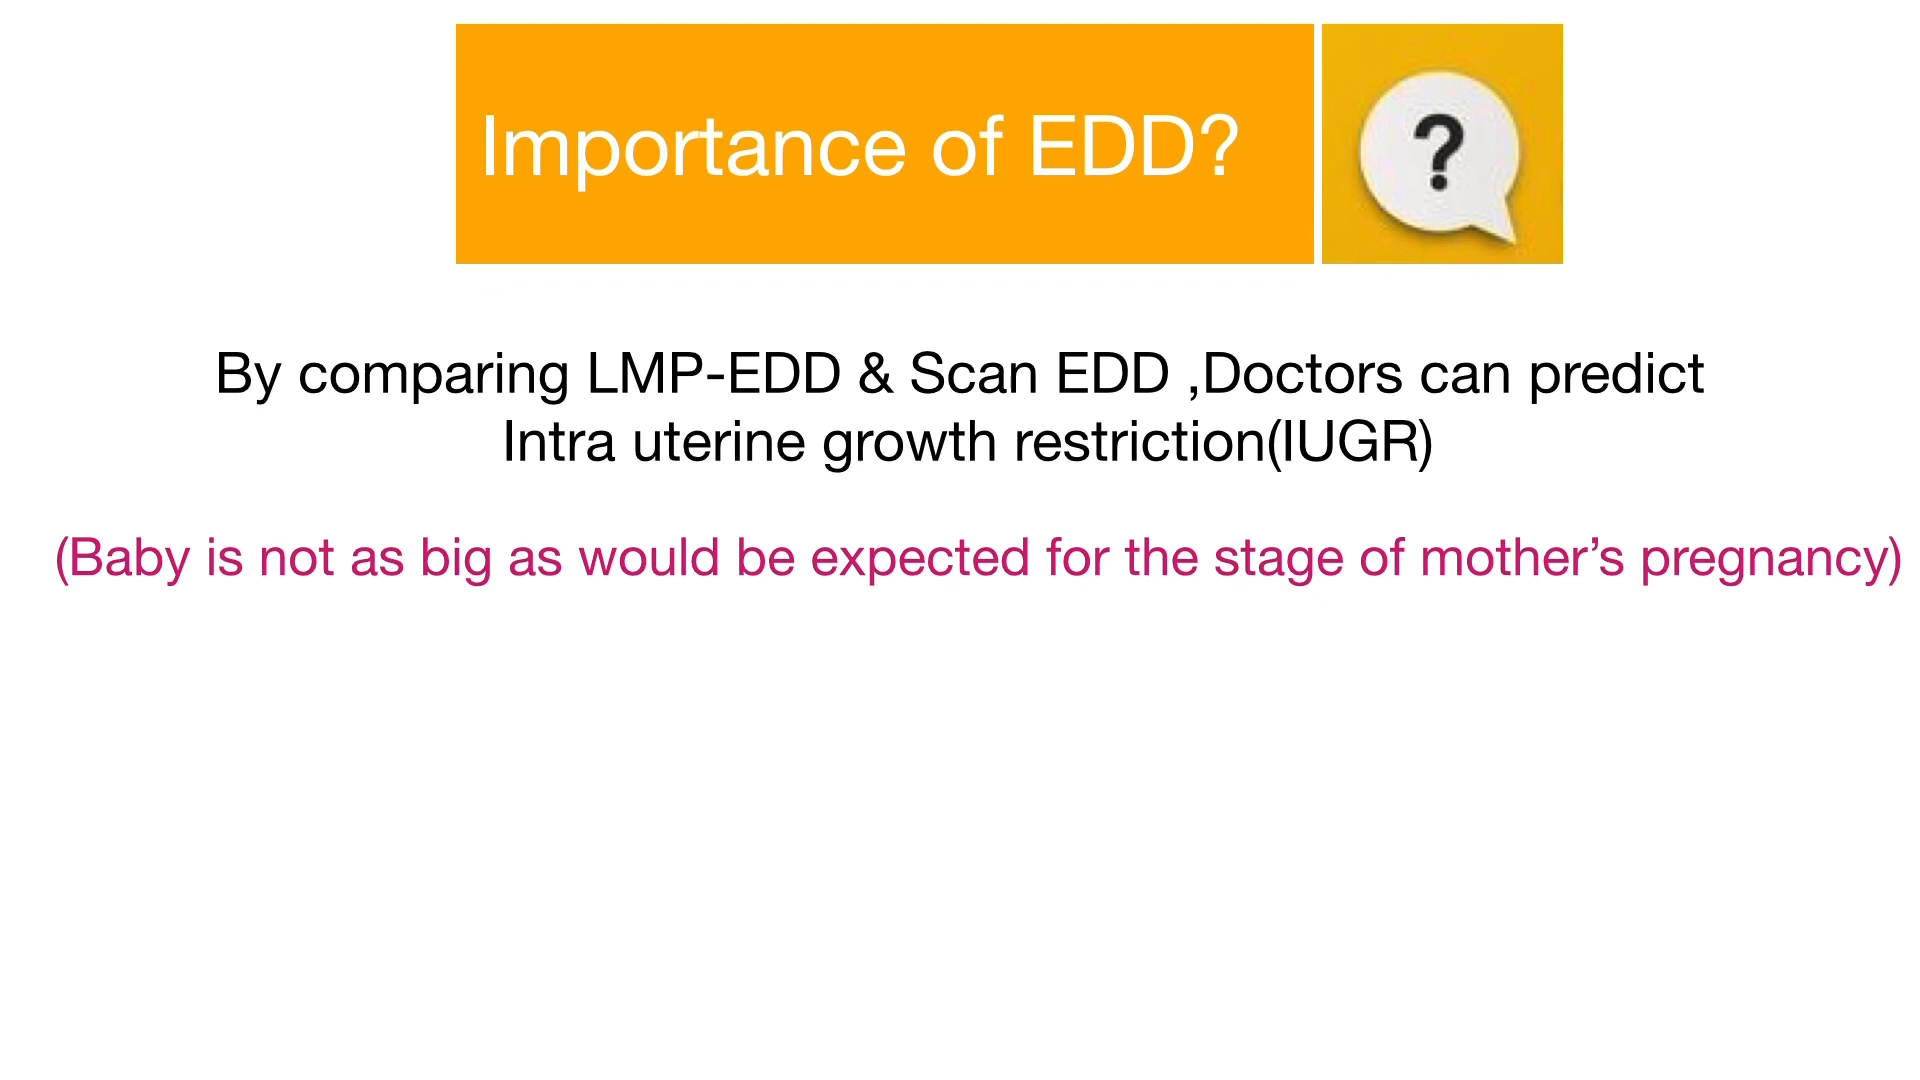 Importance of EDD?
?
By comparing LMP-EDD & Scan EDD ,Doctors can predict
Intra uterine growth restriction(IUGR)
(Baby is not as big as would be expected for the stage of mother’s pregnancy)